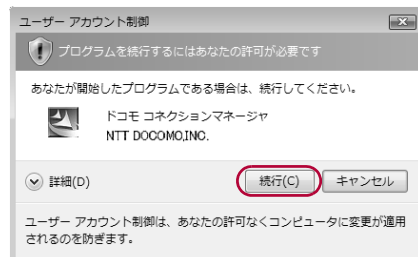 ユーザー アカウント制御
プログラムを続行するにはあなたの許可が必要です
あなたが開始したプログラムである場合は、続行してください。
ドコモ コネクションマネージャ
NTT DOCOMO,INC.
詳細(D)
続行(C)
キャンセル
ユーザー アカウント制御は、あなたの許可なくコンピュータに変更が適用
されるのを防ぎます。